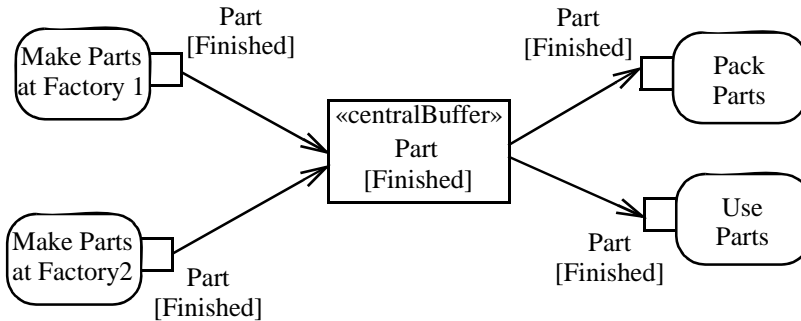 Part
[Finished]
Make Parts
at Factory 1
Part
[Finished]
Pack
Parts
«centralBuffer»
Part
[Finished]
Make Parts
at Factory2
Part
[Finished]
Part
[Finished]
Use
Parts